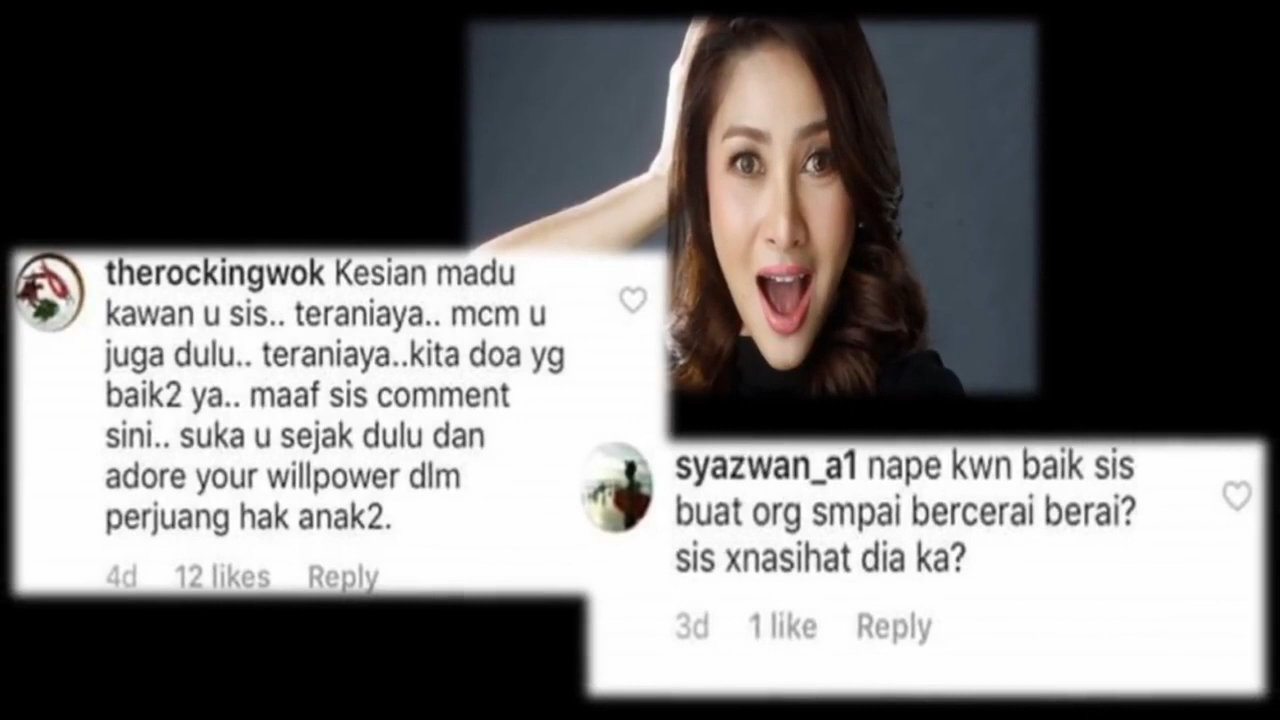 therockingwok Kesian madu
kawan u sis.. teraniaya.. mcm u
juga dulu.. teraniaya..kita doa yg
baik2 ya.. maaf sis comment
sini.. suka u sejak dulu dan
adore your willpower dlm
perjuang hak anak2.
4d 12 likes Reply
syazwan_a1 nape kwn baik sis
buat org smpai bercerai berai?
sis xnasihat dia ka?
3d 1 like Reply